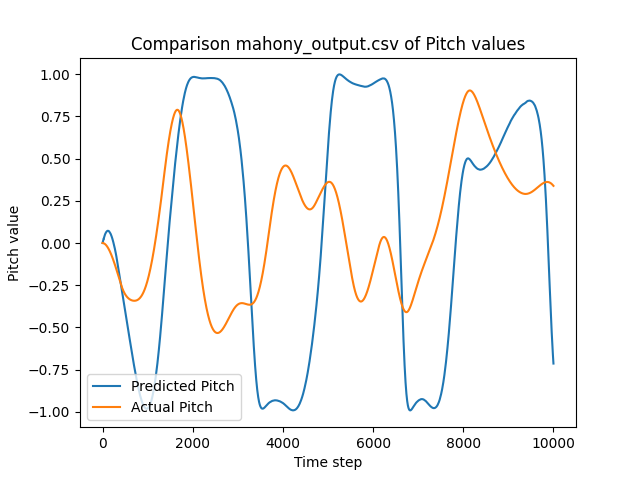 Comparison mahony_output.csv of Pitch values
Pitch value
1.00
0.75
0.50
0.25
0.00
−0.25
−0.50
−0.75
−1.00
Predicted Pitch
Actual Pitch
0 2000 4000 6000 8000 10000
Time step